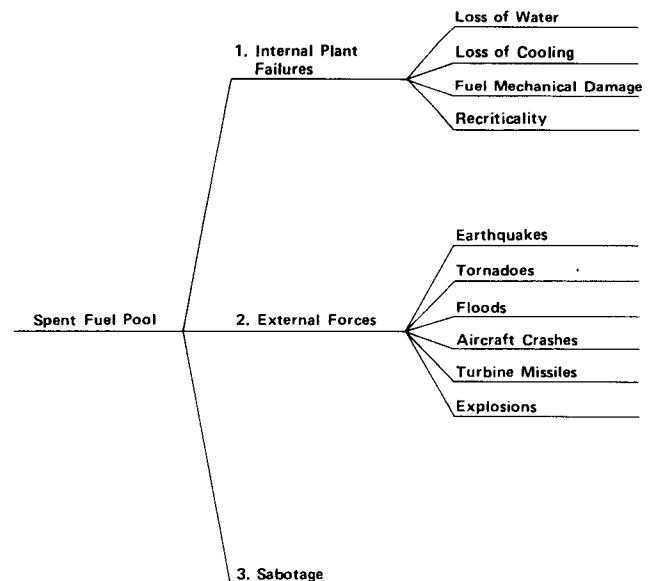 Loss of Water
1. Internal Plant
Failures
Loss of Cooling
Fuel Mechanical Damage
Recriticality
Earthquakes
Tornadoes
Floods
Spent Fuel Pool
2. External Forces
Aircraft Crashes
Turbine Missiles
Explosions
3. Sabotage